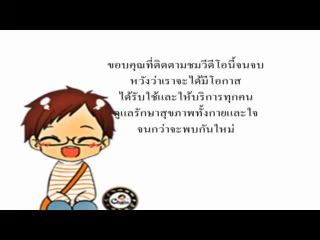 ขอบคุณที่ติดตามชมวีดีโอนี้จนจบ
หวังว่าเราจะได้มีโอกาส
ได้รับใช้และให้บริการทุกคน
ดูแลรักษาสุขภาพทั้งกายและใจ
จนกว่าจะพบกันใหม่